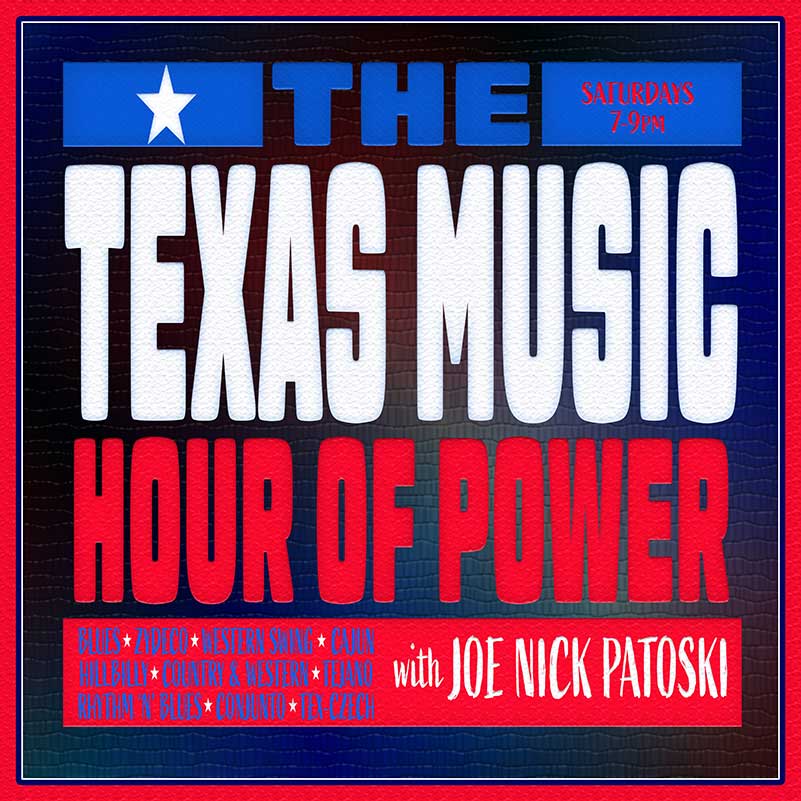 THE
SATURDAYS
7-9PM
TEXAS MUSIC
HOUR OF POWER
BLUES ★ ZYDECO ★ WESTERN SWING ★ CAJUN
HILLBILLY ★ COUNTRY & WESTERN ★ TEJANO
RHYTHM 'N' BLUES ★ CONJUNTO ★ TEX-CZECH
with JOE NICK PATOSKI